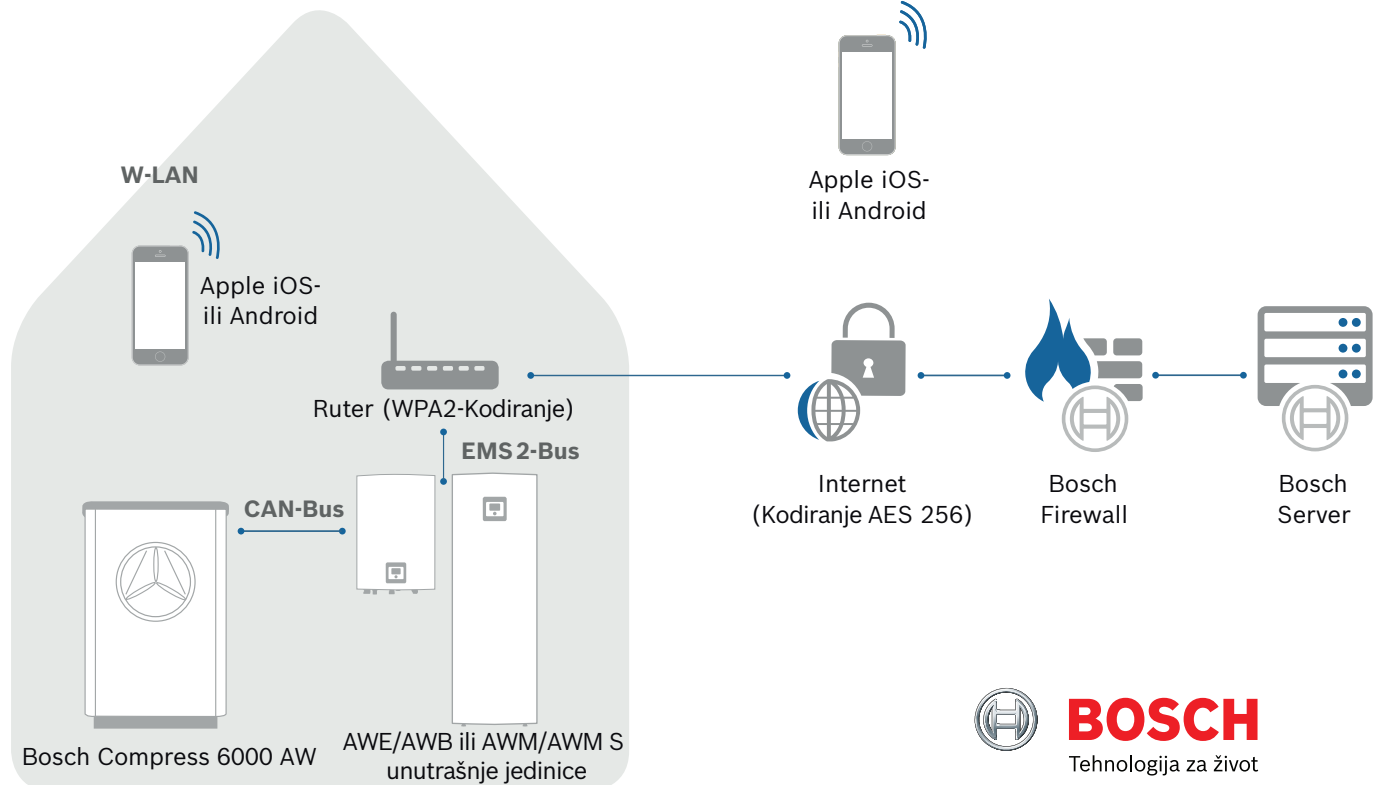 W-LAN
Apple iOS-
ili Android
Apple iOS-
ili Android
Ruter (WPA2-Kodiranje)
EMS 2-Bus
CAN-Bus
Internet
(Kodiranje AES 256)
Bosch
Firewall
Bosch
Server
Bosch Compress 6000 AW
AWE/AWB ili AWM/AWM S
unutrašnje jedinice
BOSCH
Tehnologija za život